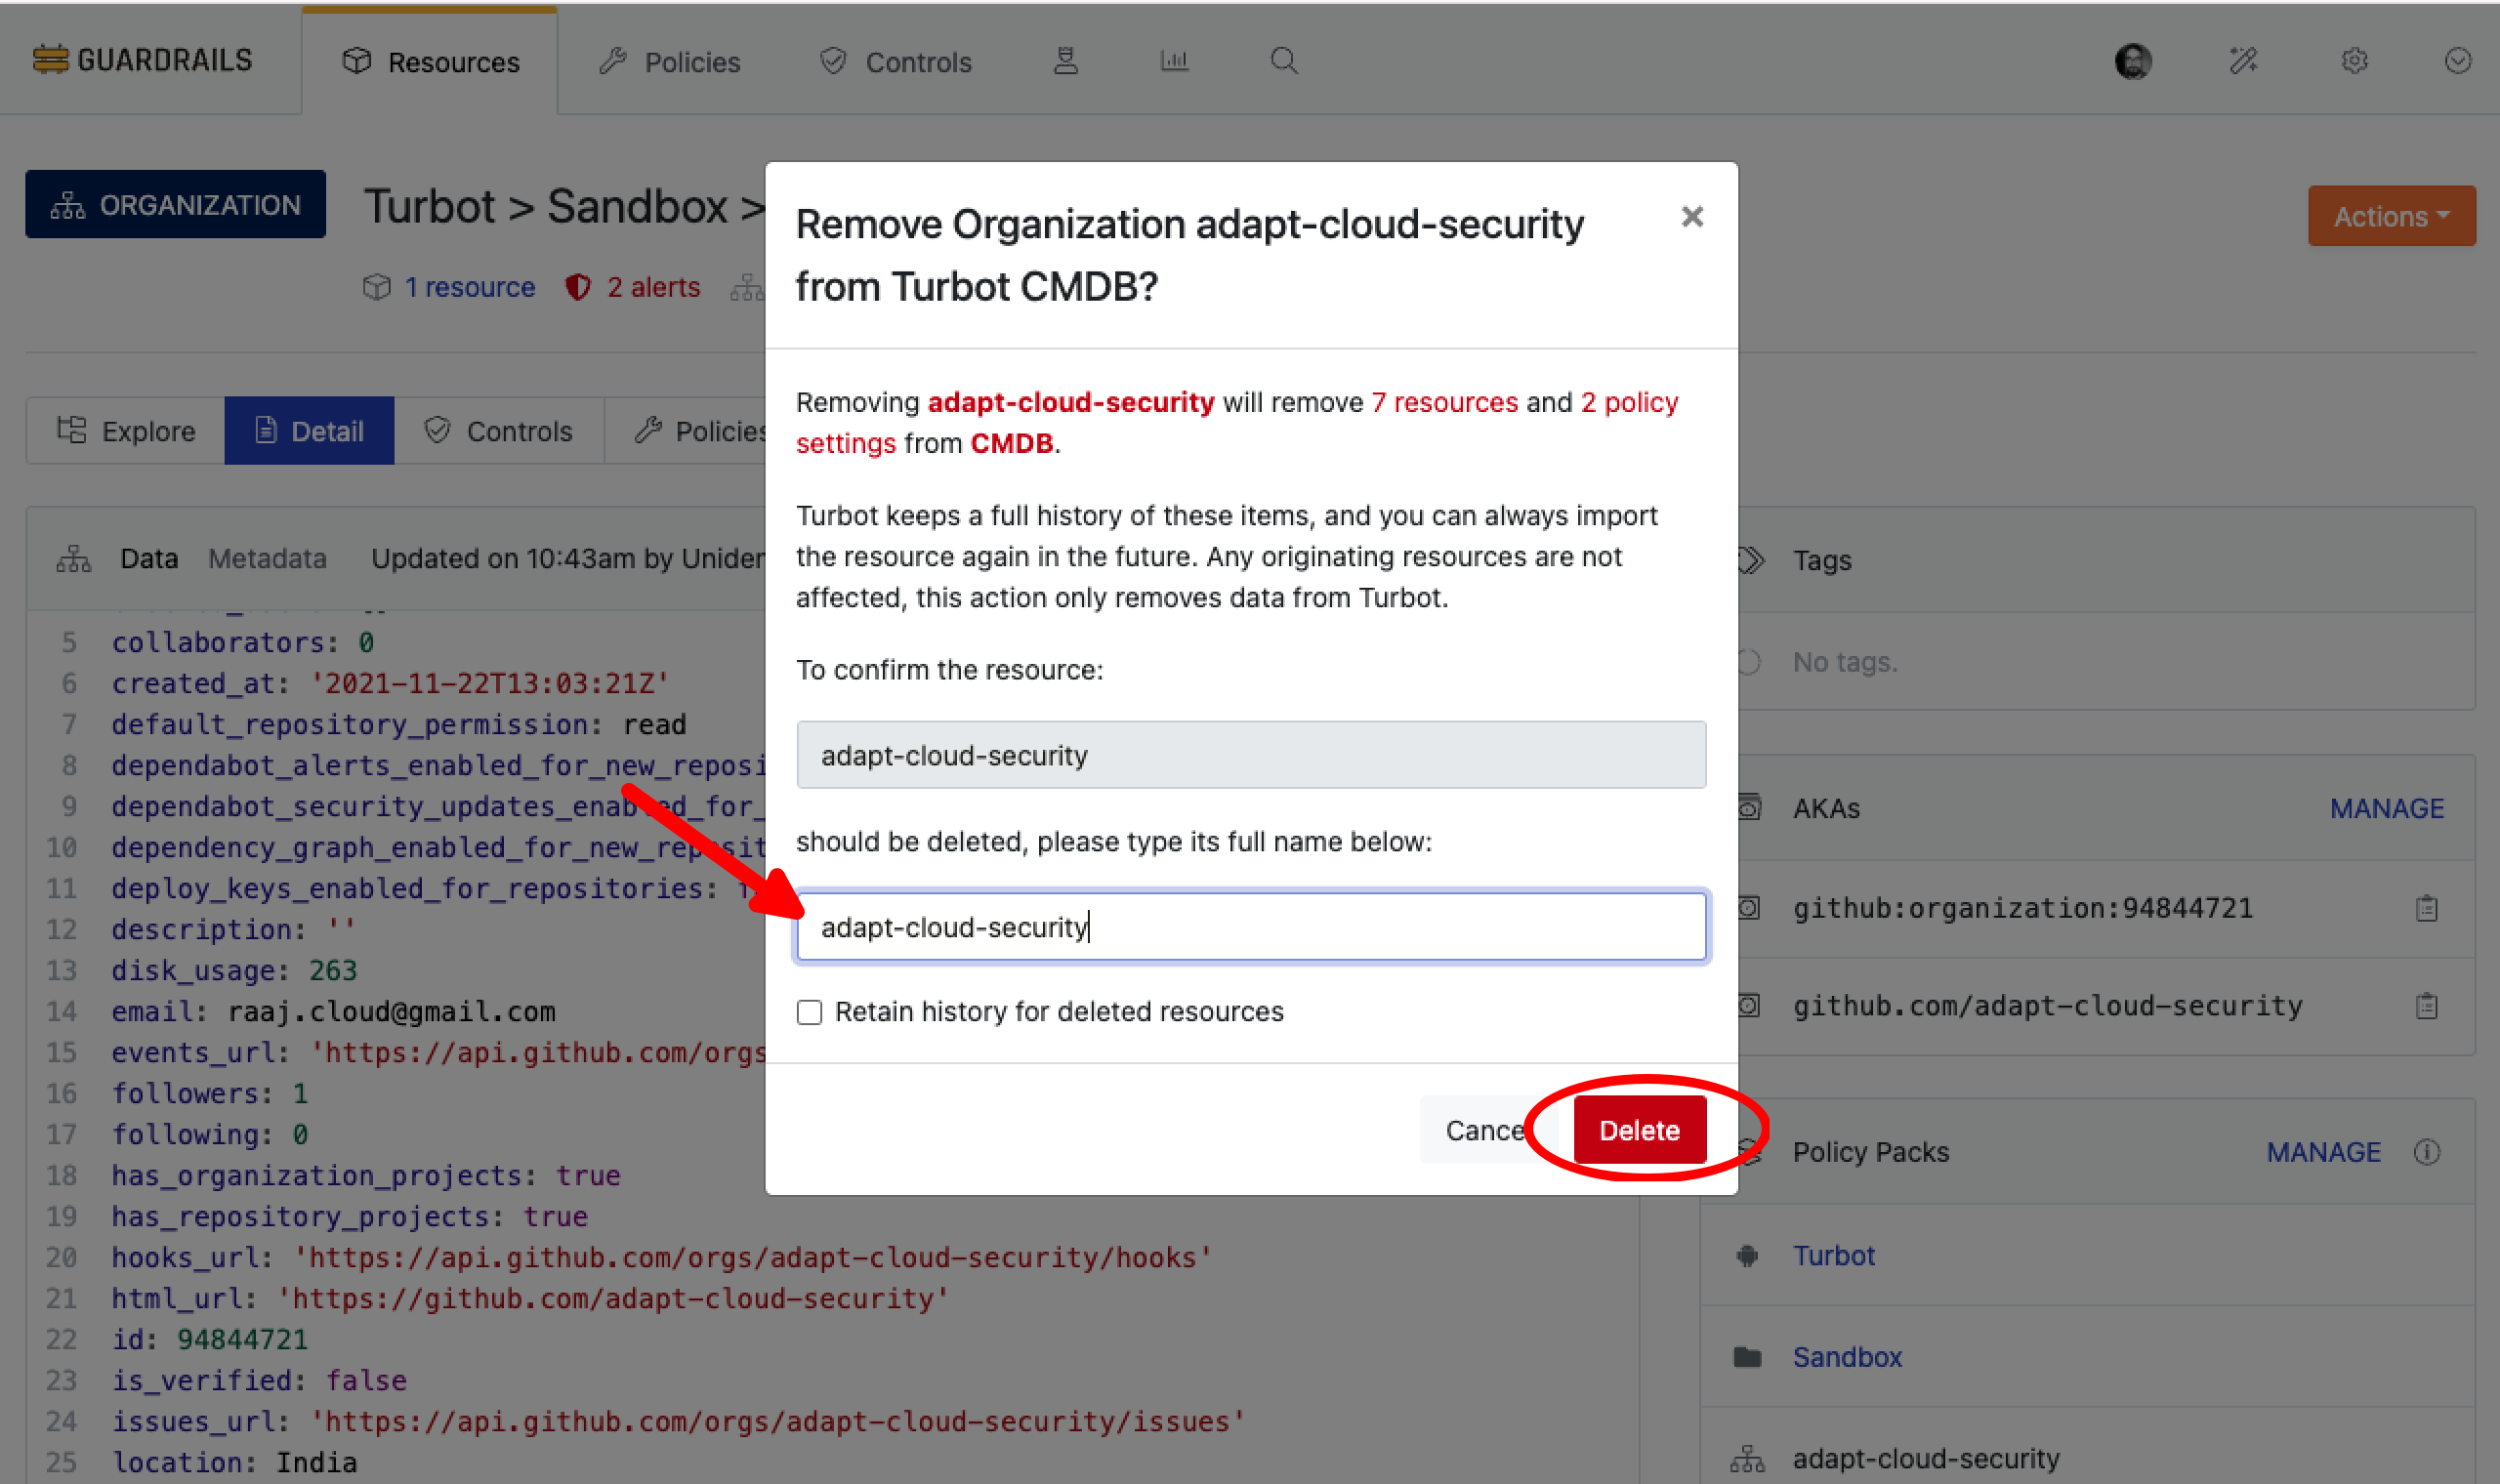 GUARDRAILS
Resources
Policies
Controls
ORGANIZATION
Turbot > Sandbox >
Actions
1 resource
2 alerts
Explore
Detail
Controls
Policies
Data
Metadata
Updated on 10:43am by
5 collaborators: 0
6 created_at: '2021-11-22T13:03:21Z'
7 default_repository_permission: read
8 dependabot_alerts_enabled_for_new_reposi
9 dependabot_security_updates_enabled_for_
10 dependency_graph_enabled_for_new_reposit
11 deploy_keys_enabled_for_repositories:
12 description: ''
13 disk_usage: 263
14 email: raaj.cloud@gmail.com
15 events_url: 'https://api.github.com/orgs
16 followers: 1
17 following: 0
18 has_organization_projects: true
19 has_repository_projects: true
20 hooks_url: 'https://api.github.com/orgs/adapt-cloud-security/hooks'
21 html_url: 'https://github.com/adapt-cloud-security'
22 id: 94844721
23 is_verified: false
24 issues_url: 'https://api.github.com/orgs/adapt-cloud-security/issues'
25 location: India
Remove Organization adapt-cloud-security
from Turbot CMDB?
×
Removing adapt-cloud-security will remove 7 resources and 2 policy
settings from CMDB.
Turbot keeps a full history of these items, and you can always import
the resource again in the future. Any originating resources are not
affected, this action only removes data from Turbot.
To confirm the resource:
adapt-cloud-security
should be deleted, please type its full name below:
adapt-cloud-security
Retain history for deleted resources
Cancel
Delete
Tags
No tags.
AKAs
MANAGE
github:organization:94844721
github.com/adapt-cloud-security
Policy Packs
MANAGE
Turbot
Sandbox
adapt-cloud-security